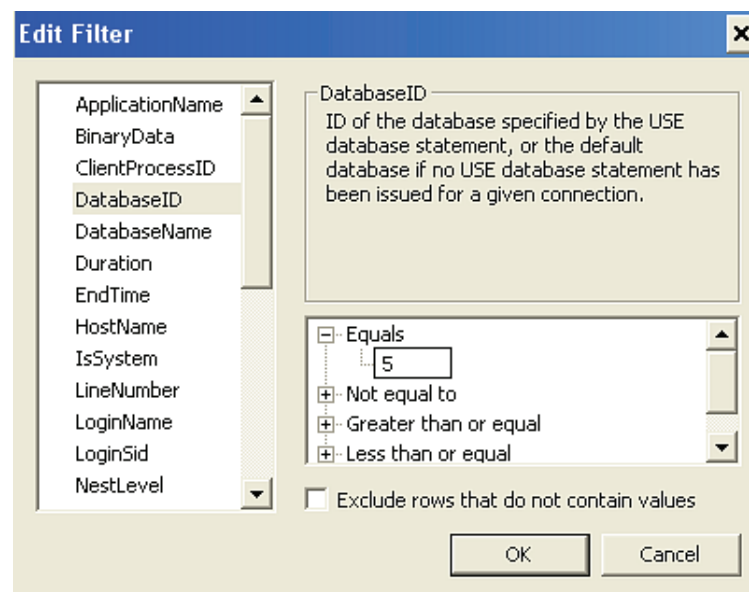 Edit Filter
ApplicationName
BinaryData
ClientProcessID
DatabaseID
DatabaseName
Duration
EndTime
HostName
IsSystem
LineNumber
LoginName
LoginSid
NestLevel
DatabaseID
ID of the database specified by the USE
database statement, or the default
database if no USE database statement has
been issued for a given connection.
Equals
5
Not equal to
Greater than or equal
Less than or equal
Exclude rows that do not contain values
OK
Cancel